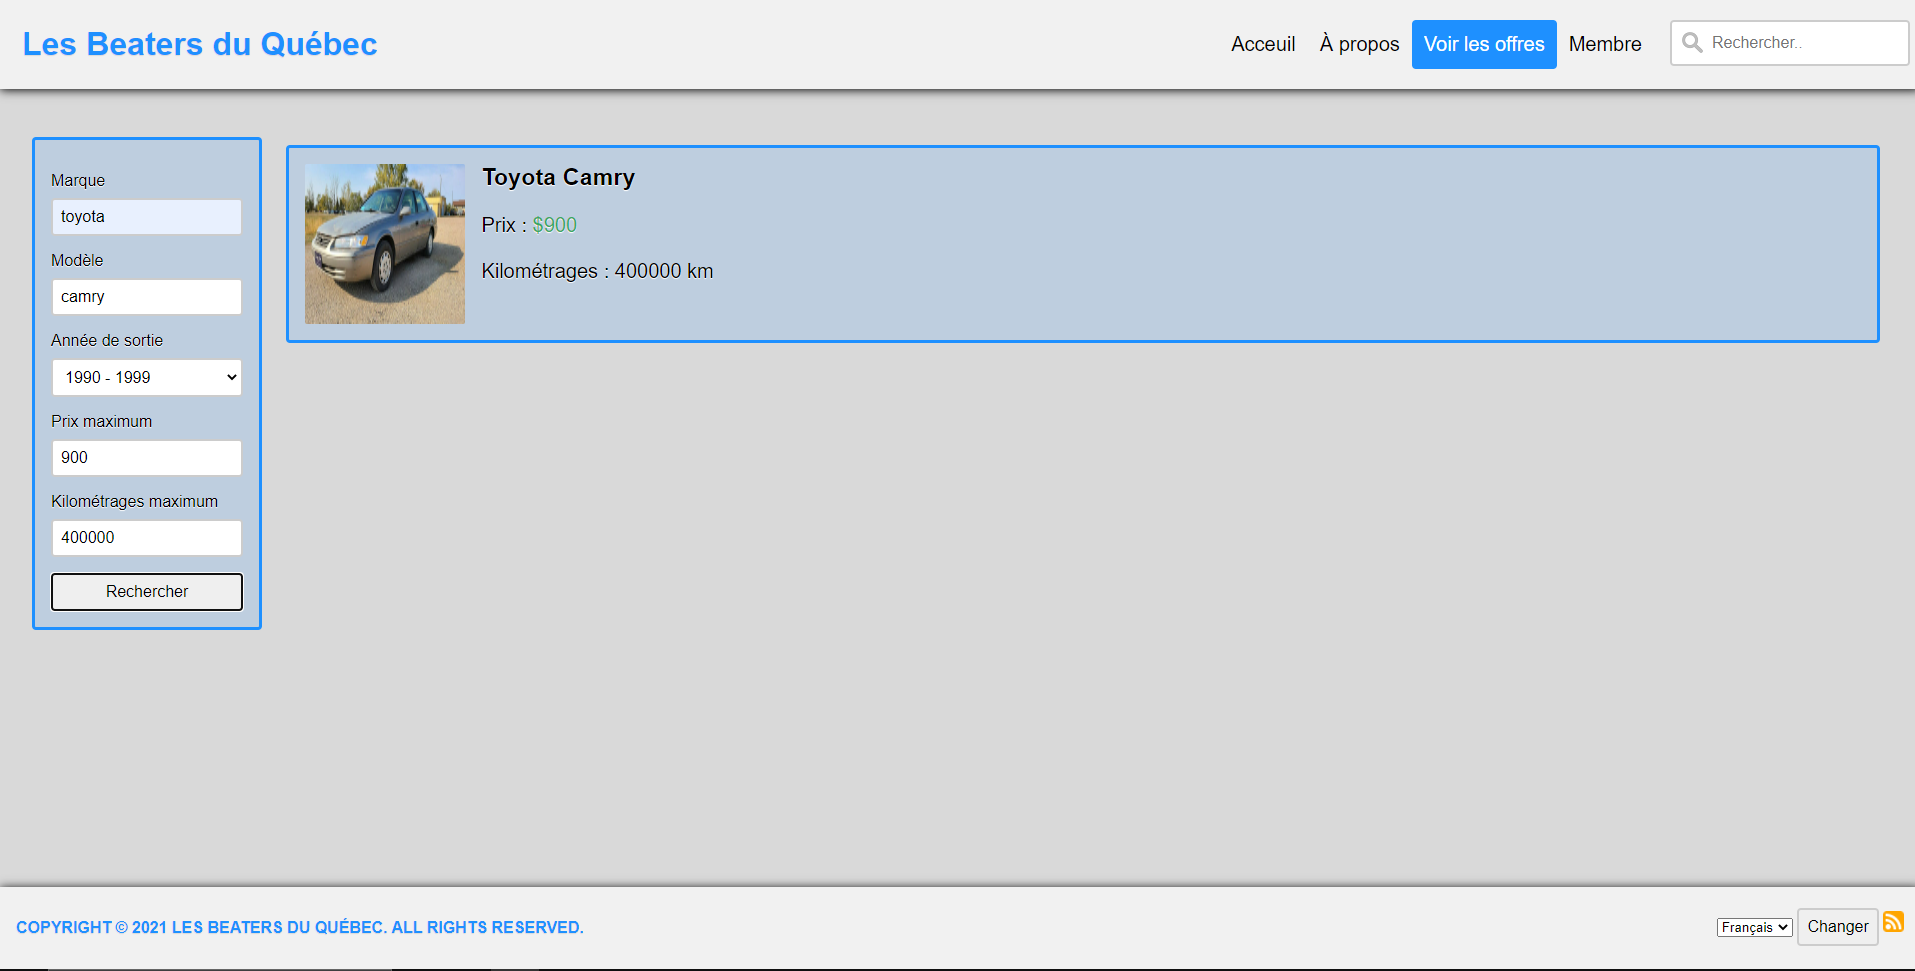 Les Beaters du Québec
Acceuil
À propos
Voir les offres
Membre
Rechercher..
Marque
toyota
Modèle
camry
Année de sortie
1990 - 1999
Prix maximum
900
Kilométrages maximum
400000
Rechercher
Toyota Camry
Prix : $900
Kilométrages : 400000 km
COPYRIGHT © 2021 LES BEATERS DU QUÉBEC. ALL RIGHTS RESERVED.
Français
Changer